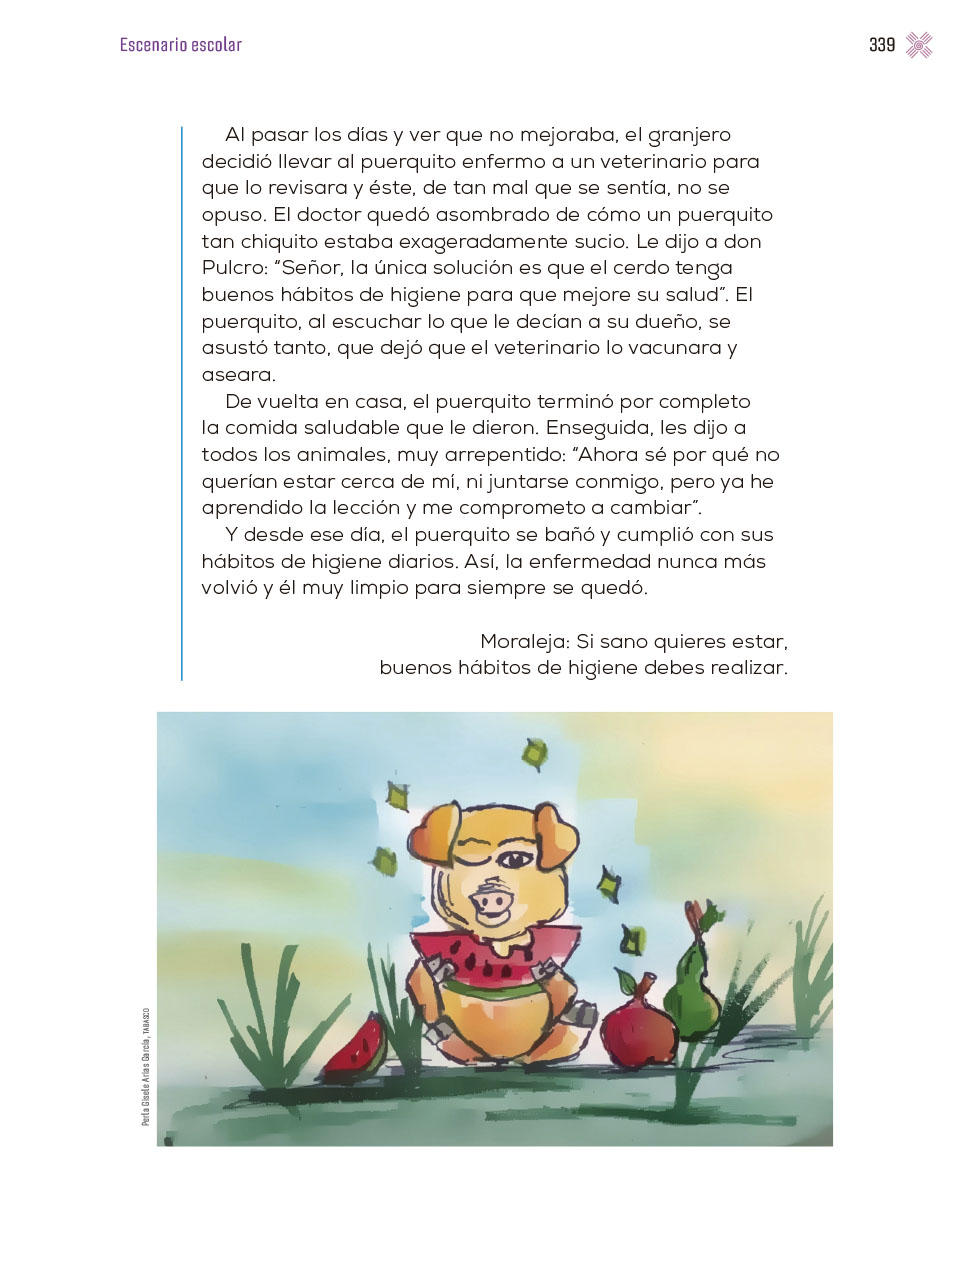 Escenario escolar
339
Al pasar los días y ver que no mejoraba, el granjero
decidió llevar al puerquito enfermo a un veterinario para
que lo revisara y éste, de tan mal que se sentía, no se
opuso. El doctor quedó asombrado de cómo un puerquito
tan chiquito estaba exageradamente sucio. Le dijo a don
Pulcro: “Señor, la única solución es que el cerdo tenga
buenos hábitos de higiene para que mejore su salud”. El
puerquito, al escuchar lo que le decían a su dueño, se
asustó tanto, que dejó que el veterinario lo vacunara y
aseara.
De vuelta en casa, el puerquito terminó por completo
la comida saludable que le dieron. Enseguida, les dijo a
todos los animales, muy arrepentido: “Ahora sé por qué no
querían estar cerca de mí, ni juntarse conmigo, pero ya he
aprendido la lección y me comprometo a cambiar”.
Y desde ese día, el puerquito se bañó y cumplió con sus
hábitos de higiene diarios. Así, la enfermedad nunca más
volvió y él muy limpio para siempre se quedó.
Moraleja: Si sano quieres estar,
buenos hábitos de higiene debes realizar.
Perla Gisele Arias García, TABASCO